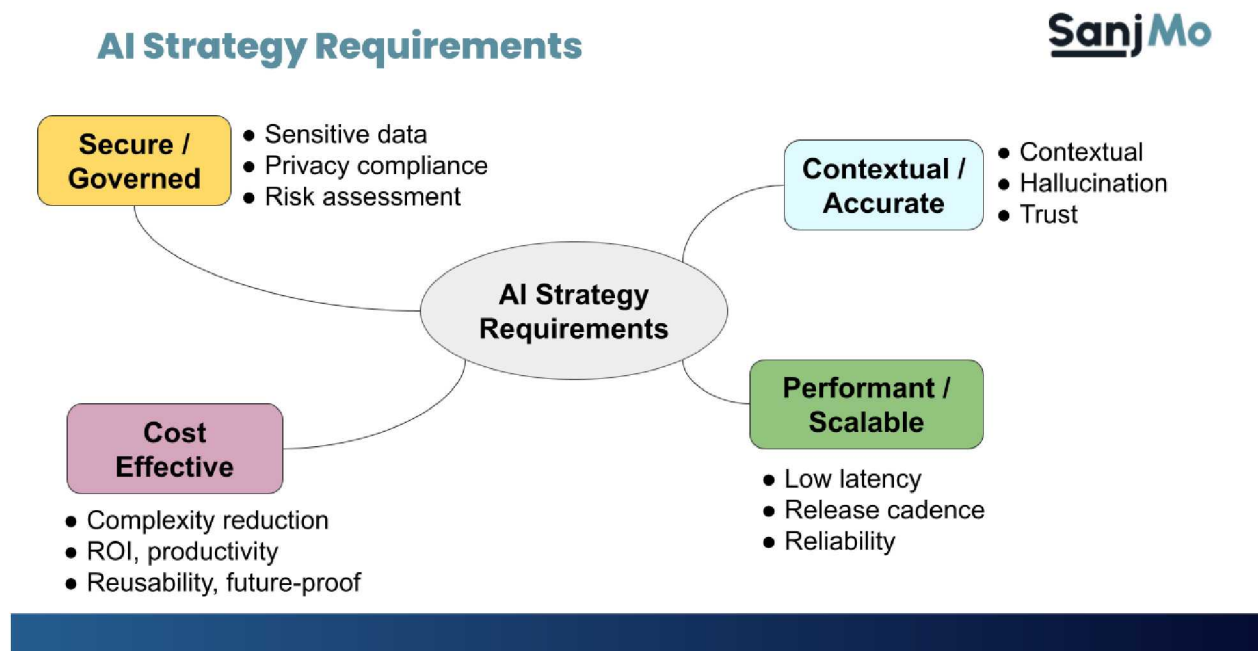 AI Strategy Requirements
SanjMo
Secure /
Governed
● Sensitive data
● Privacy compliance
● Risk assessment
Contextual /
Accurate
● Contextual
● Hallucination
● Trust
AI Strategy
Requirements
Cost
Effective
● Complexity reduction
● ROI, productivity
● Reusability, future-proof
Performant /
Scalable
● Low latency
● Release cadence
● Reliability